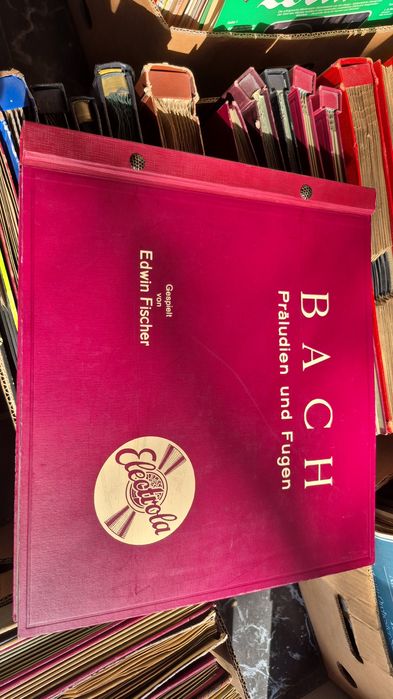 BACH
Präludien und Fugen
Gespielt
von
Edwin Fischer
Electrola